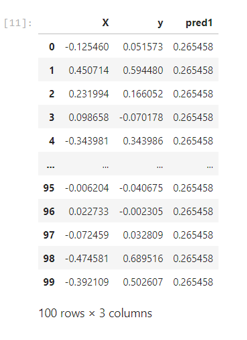 [11]:
X y pred1
0 -0.125460 0.051573 0.265458
1 0.450714 0.594480 0.265458
2 0.231994 0.166052 0.265458
3 0.098658 -0.070178 0.265458
4 -0.343981 0.343986 0.265458
... ... ... ...
95 -0.006204 -0.040675 0.265458
96 0.022733 -0.002305 0.265458
97 -0.072459 0.032809 0.265458
98 -0.474581 0.689516 0.265458
99 -0.392109 0.502607 0.265458
100 rows × 3 columns